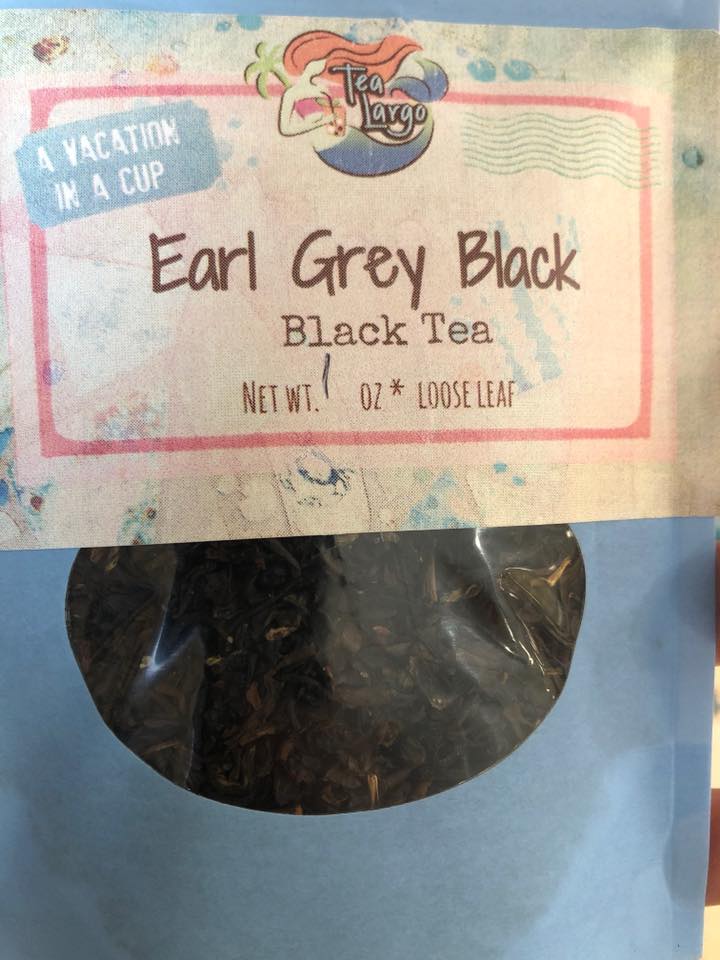 Tea
Largo
A VACATION
IN A CUP
Earl Grey Black
Black Tea
NET WT. 1 OZ * LOOSE LEAF